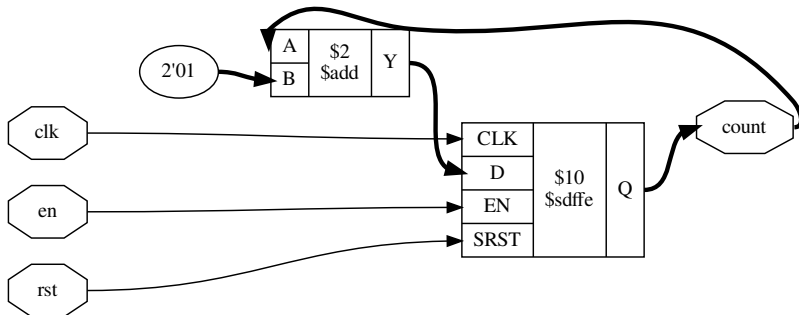 A
B
$2
$add
Y
2'01
clk
en
rst
CLK
D
EN
SRST
$10
$sdffe
Q
count